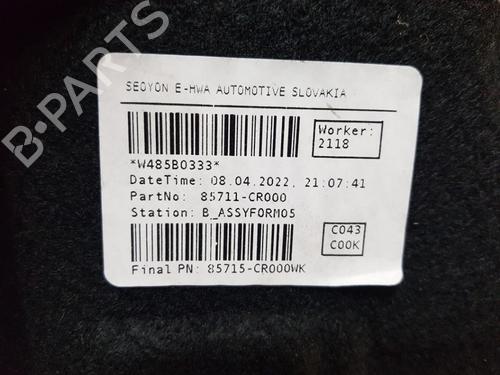 B-PARTS
SEOYON E-HWA AUTOMOTIVE SLOVAKIA
Worker:
2118
*W485B0333*
DateTime: 08.04.2022, 21:07:41
PartNo: 85711-CR000
Station: B_ASSYFORM05
C043
C00K
Final PN: 85715-CR000WK